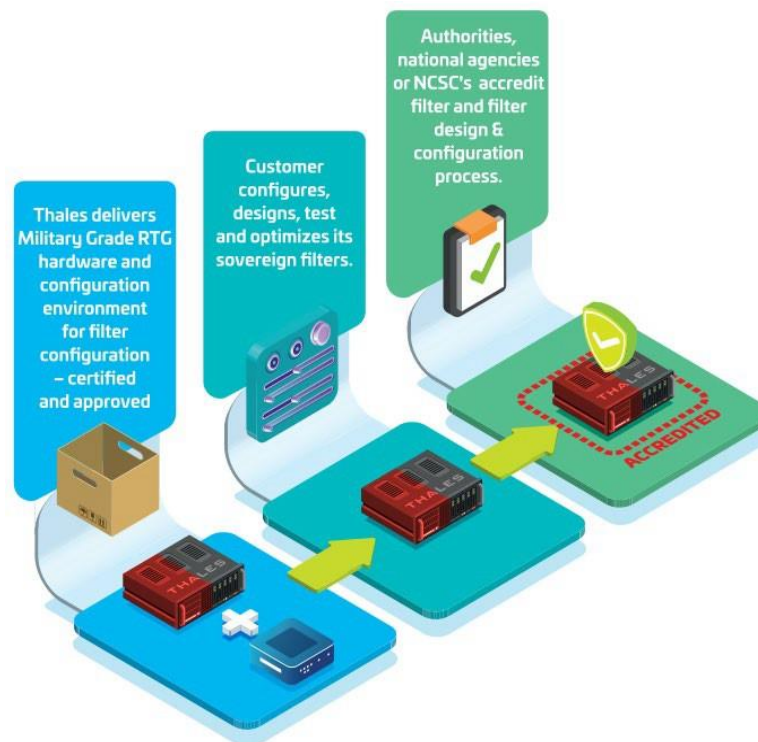 Thales delivers
Military Grade RTG
hardware and
configuration
environment
for filter
configuration
– certified
and approved
Customer
configures,
designs, test
and optimizes its
sovereign filters.
Authorities,
national agencies
or NCSC's accredit
filter and filter
design &
configuration
process.
THALES
THALES
THALES
ACCREDITED